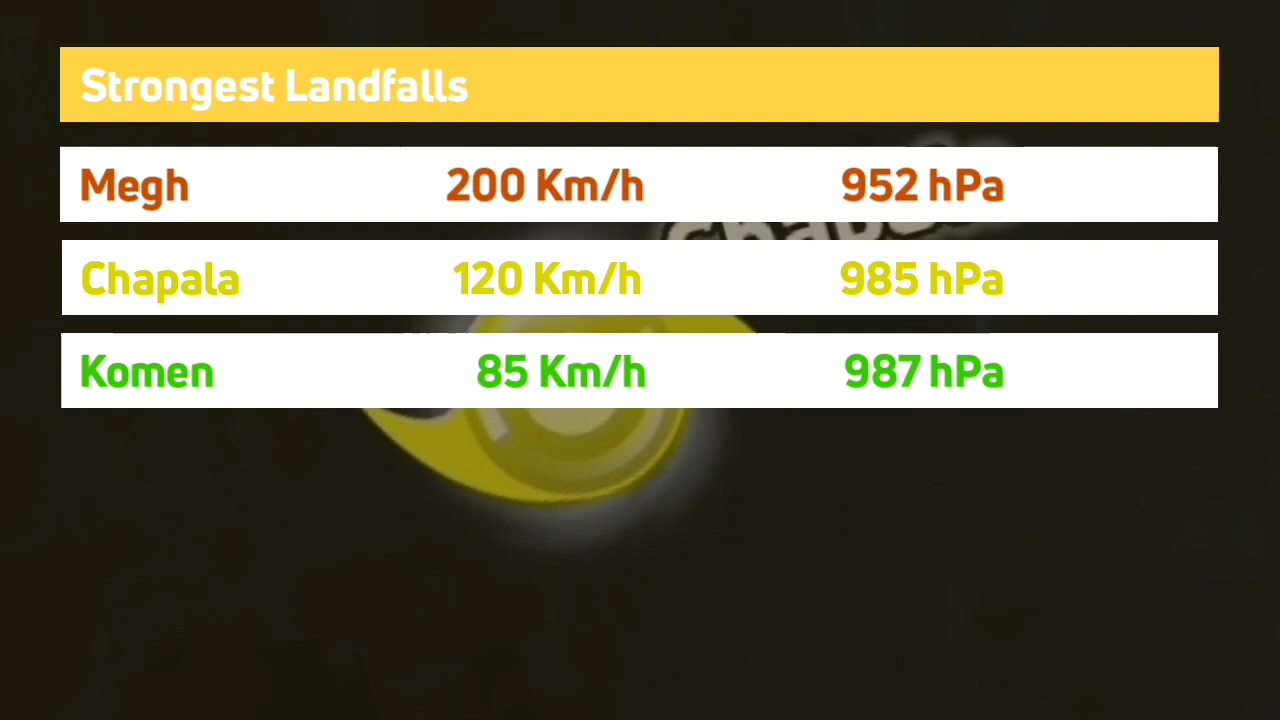 Strongest Landfalls
Megh 200 Km/h 952 hPa
Chapala 120 Km/h 985 hPa
Komen 85 Km/h 987 hPa